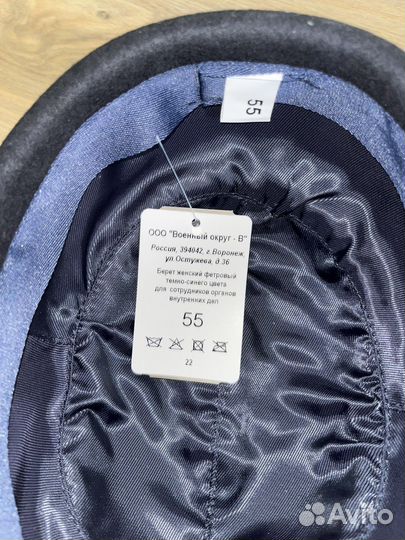 55
ООО "Военный округ - В"
Россия, 394042, г. Воронеж,
ул.Остужева, д.36
Берет женский фетровый
темно-синего цвета
для сотрудников органов
внутренних дел
55
22
Avito